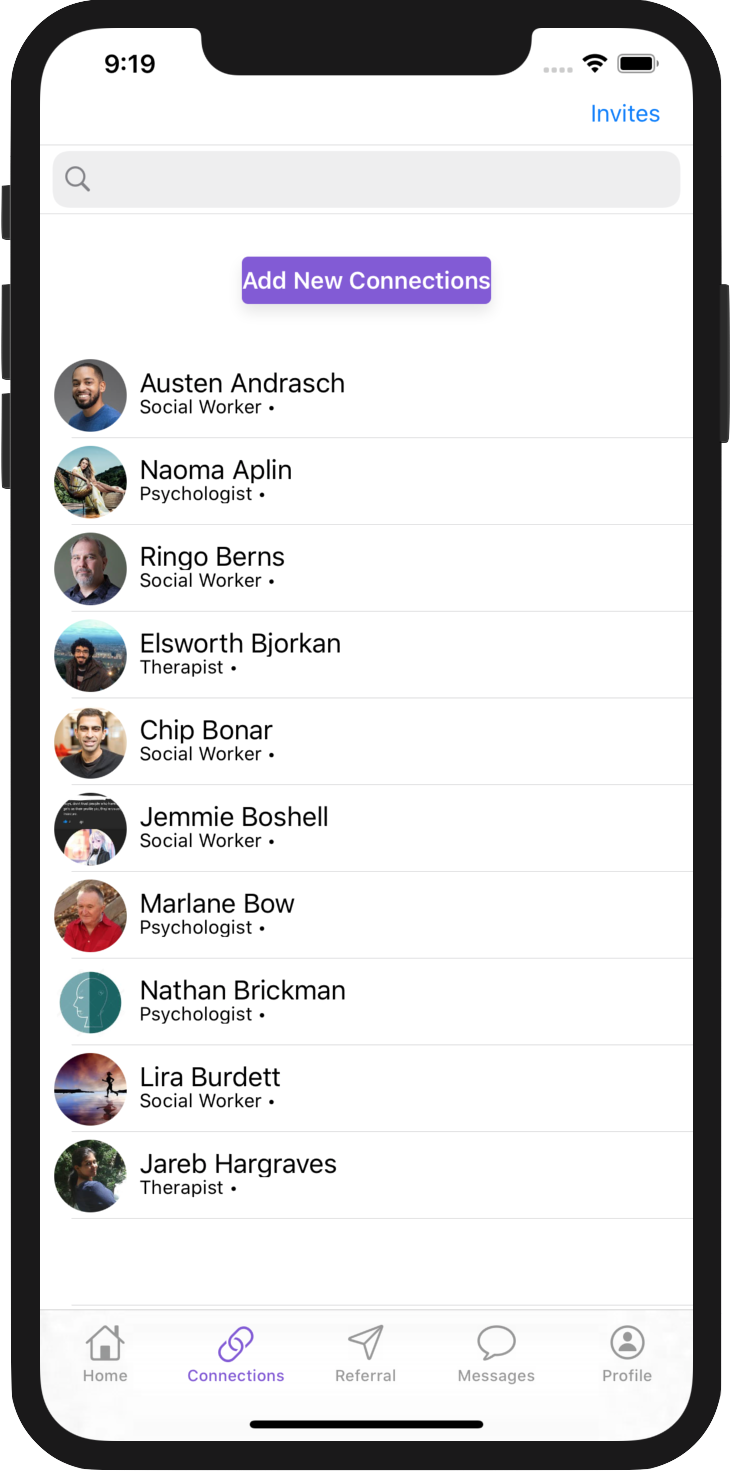 9:19
Invites
Add New Connections
Austen Andrasch
Social Worker •
Naoma Aplin
Psychologist •
Ringo Berns
Social Worker •
Elsworth Bjorkan
Therapist •
Chip Bonar
Social Worker •
Jemmie Boshell
Social Worker •
Marlane Bow
Psychologist •
Nathan Brickman
Psychologist •
Lira Burdett
Social Worker •
Jareb Hargraves
Therapist •
Home Connections Referral Messages Profile